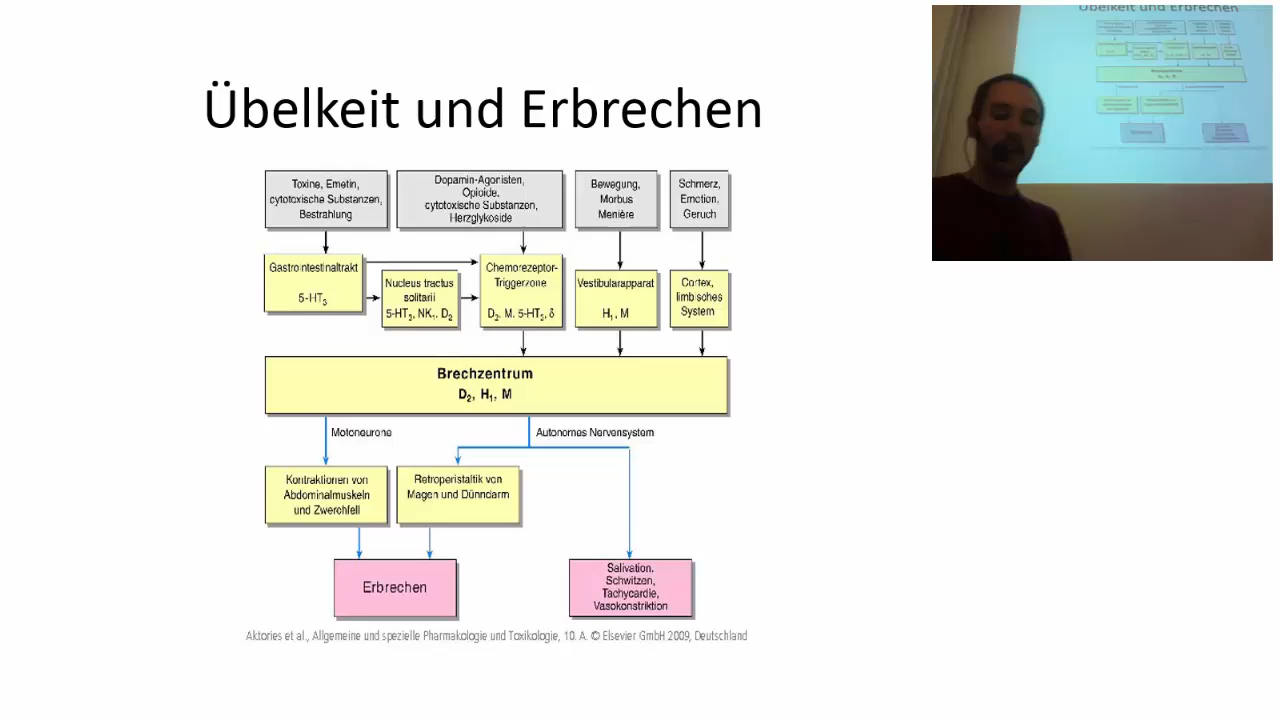 Übelkeit und Erbrechen
Toxine, Emetin,
cytotoxische Substanzen,
Bestrahlung
Dopamin-Agonisten,
Opioide,
cytotoxische Substanzen,
Herzglykoside
Bewegung,
Morbus
Menière
Schmerz,
Emotion,
Geruch
Gastrointestinaltrakt
5-HT3
Nucleus tractus
solitarii
5-HT3, NK1, D2
Chemorezeptor-
Triggerzone
D2, M, 5-HT3, δ
Vestibularapparat
H1, M
Cortex,
limbisches
System
Brechzentrum
D2, H1, M
Motoneurone
Autonomes Nervensystem
Kontraktionen von
Abdominalmuskeln
und Zwerchfell
Retroperistaltik von
Magen und Dünndarm
Erbrechen
Salivation,
Schwitzen,
Tachycardie,
Vasokonstriktion
Aktories et al., Allgemeine und spezielle Pharmakologie und Toxikologie, 10. A. © Elsevier GmbH 2009, Deutschland
Übelkeit und Erbrechen